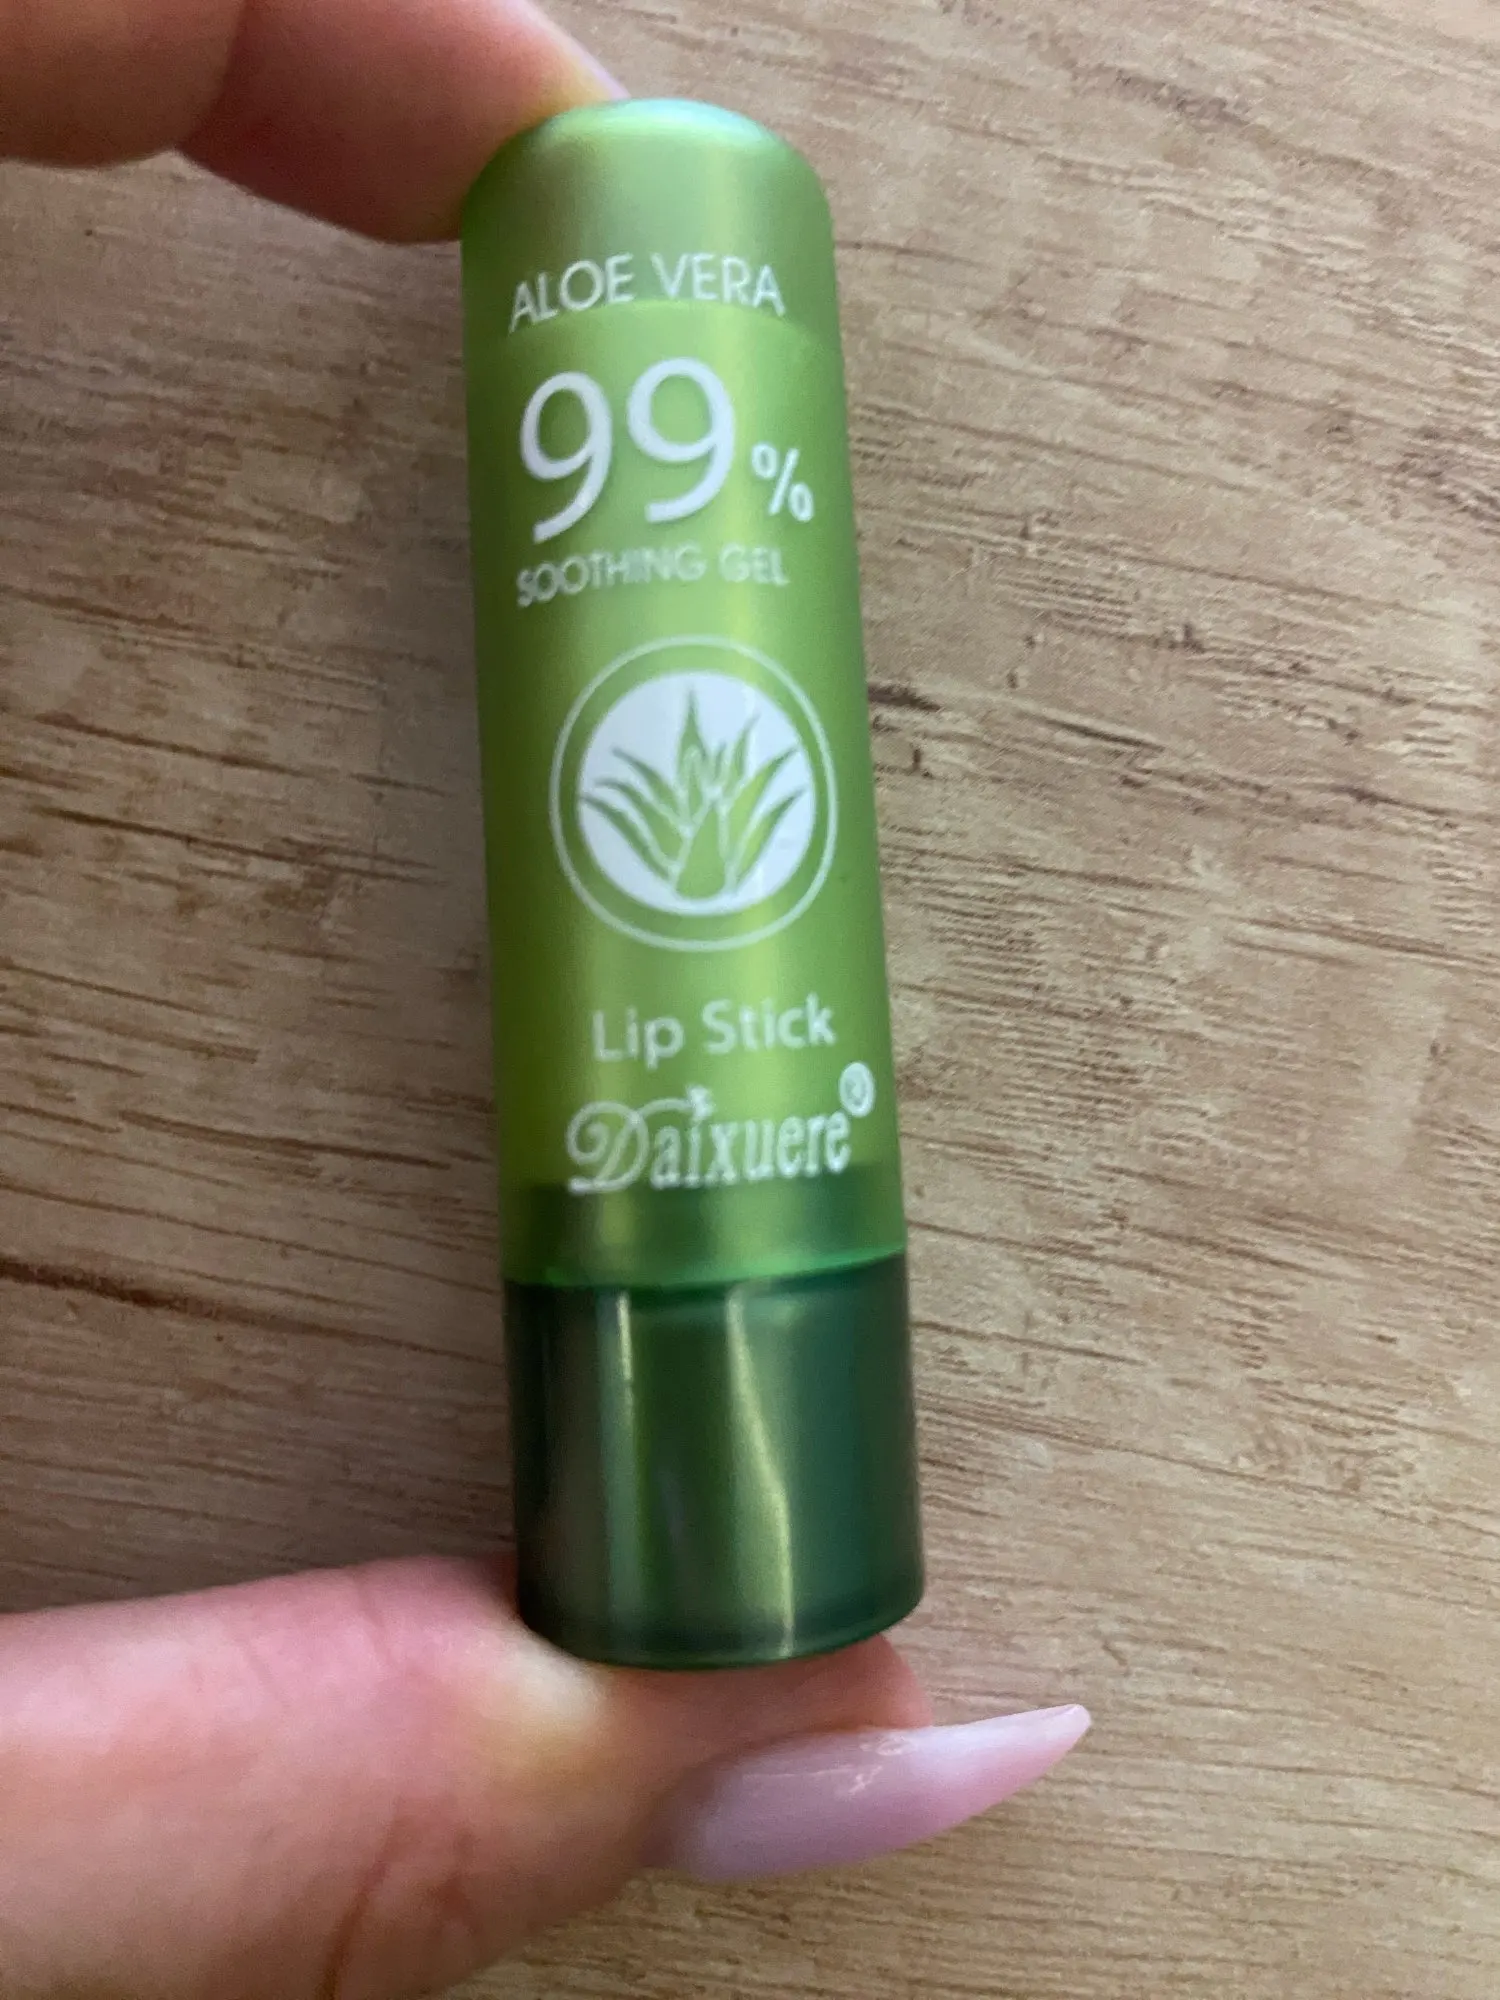 ALOE VERA
99%
SOOTHING GEL
Lip Stick
Daixuere®